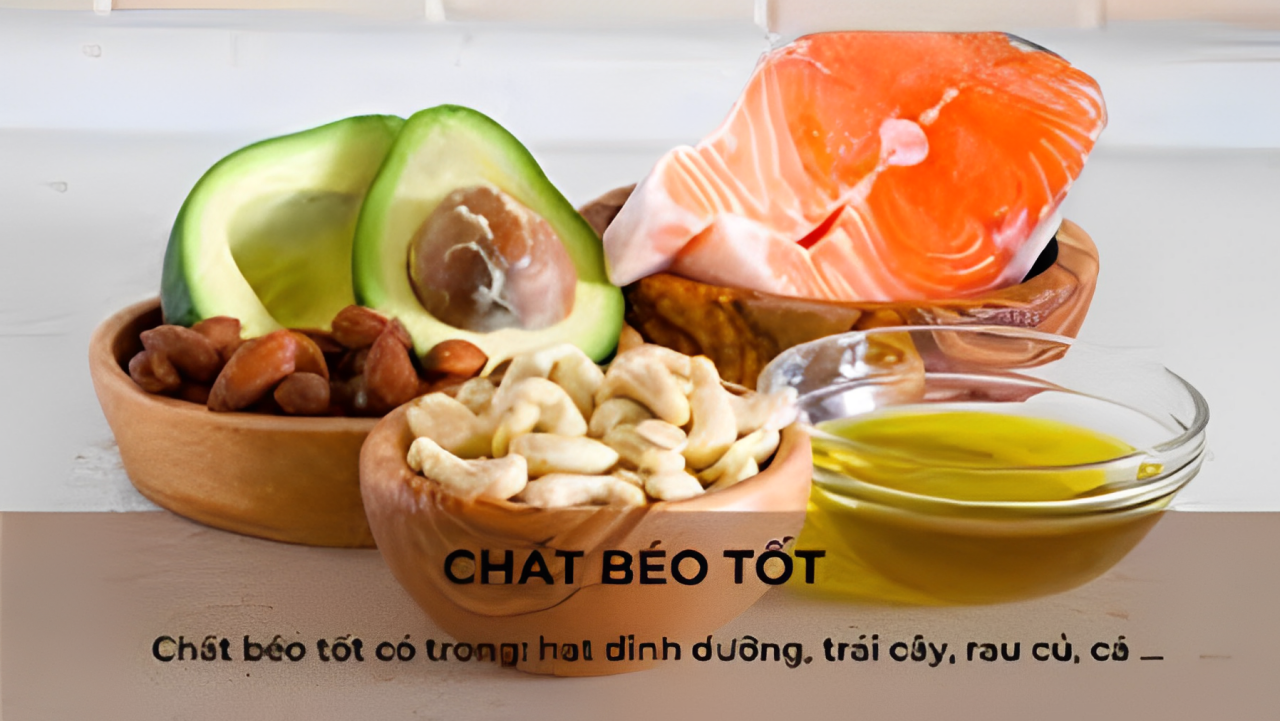 CHAT BÉO TỐT
Chất béo tốt có trong: hạt dinh dưỡng, trái cây, rau củ, cá ...